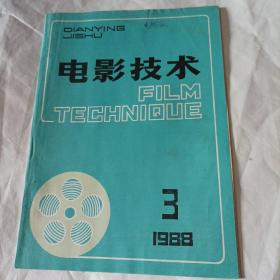 DIANYING
JISHU
电影技术
FILM
TECHNIQUE
3
1988